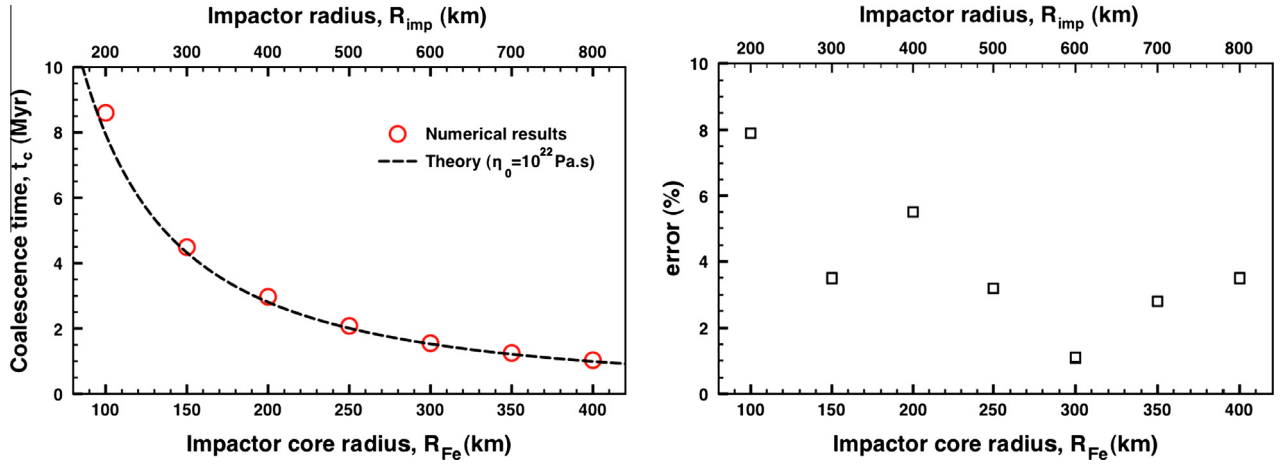 Impactor radius, R_imp (km)
200 300 400 500 600 700 800
10
8
6
4
2
0
Coalescence time, t_c (Myr)
Numerical results
Theory (η_0=10^22 Pa.s)
100 150 200 250 300 350 400
Impactor core radius, R_Fe (km)
Impactor radius, R_imp (km)
200 300 400 500 600 700 800
10
8
6
4
2
0
error (%)
100 150 200 250 300 350 400
Impactor core radius, R_Fe (km)